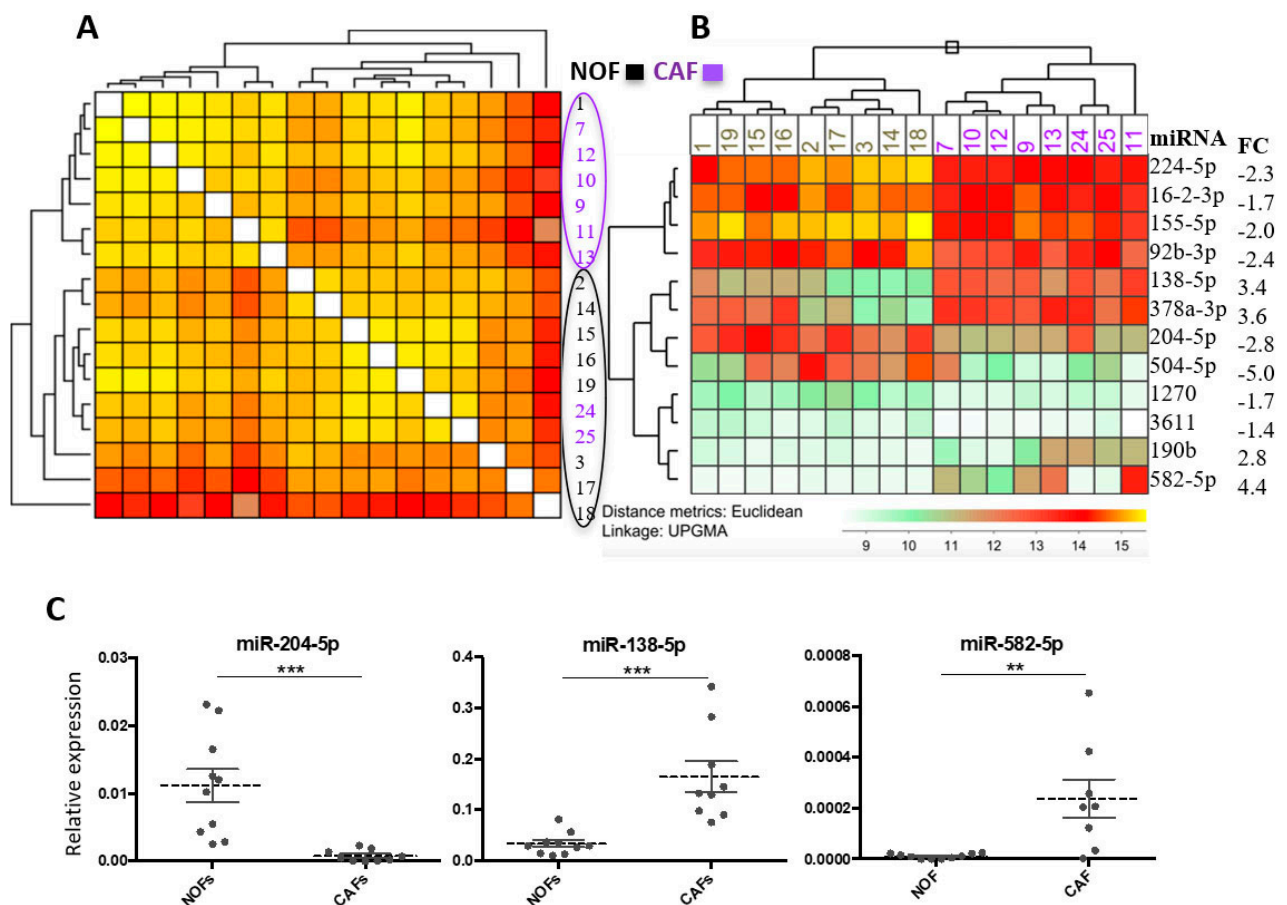 A
B
NOF CAF
1
7
12
10
9
11
13
2
14
15
16
19
24
25
3
17
18
1 19 15 16 2 17 3 14 18 7 10 12 9 13 24 25 11 miRNA FC
224-5p -2.3
16-2-3p -1.7
155-5p -2.0
92b-3p -2.4
138-5p 3.4
378a-3p 3.6
204-5p -2.8
504-5p -5.0
1270 -1.7
3611 -1.4
190b 2.8
582-5p 4.4
Distance metrics: Euclidean
Linkage: UPGMA
9 10 11 12 13 14 15
C
miR-204-5p
***
Relative expression
0.03
0.02
0.01
0.00
NOFs CAFs
miR-138-5p
***
0.4
0.3
0.2
0.1
0.0
NOFs CAFs
miR-582-5p
**
0.0008
0.0006
0.0004
0.0002
0.0000
NOF CAF